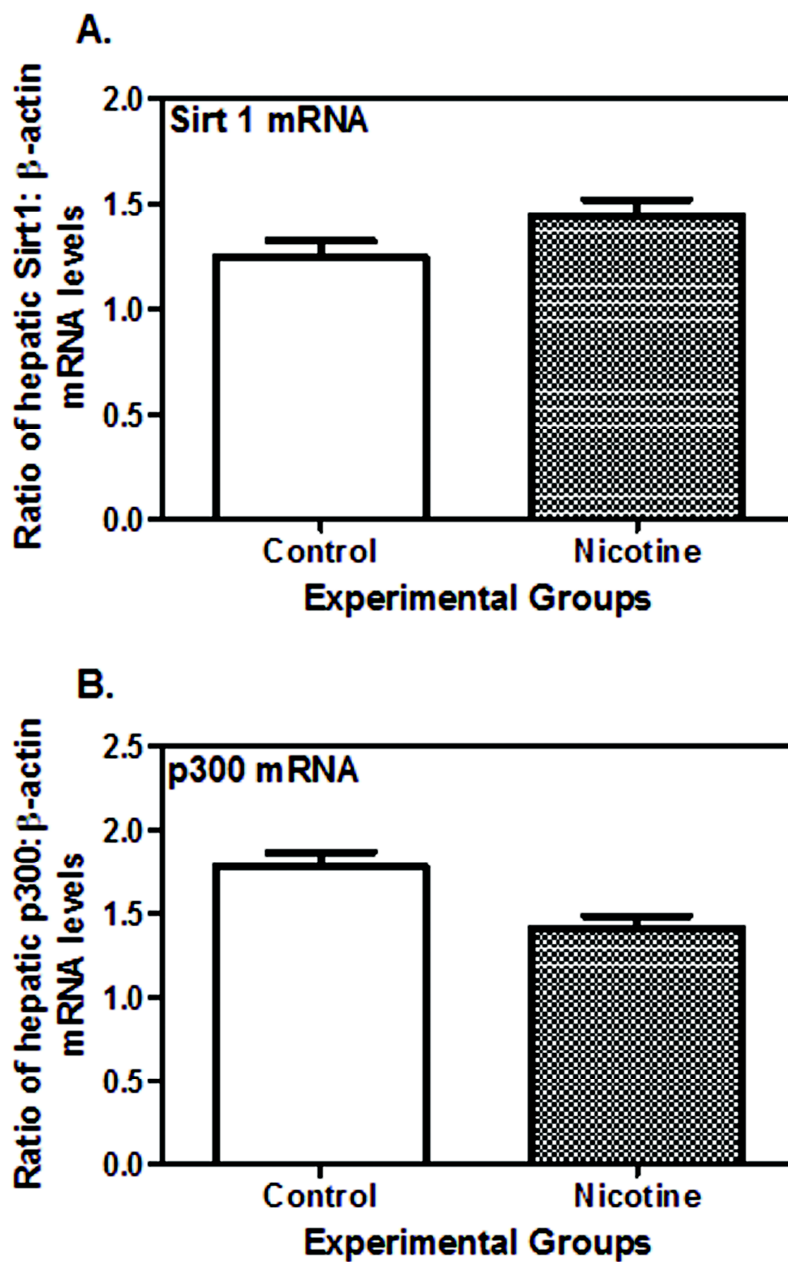 A.
Ratio of hepatic Sirt1: β-actin
mRNA levels
2.0
1.5
1.0
0.5
0.0
Sirt 1 mRNA
Control
Nicotine
Experimental Groups
B.
Ratio of hepatic p300: β-actin
mRNA levels
2.5
2.0
1.5
1.0
0.5
0.0
p300 mRNA
Control
Nicotine
Experimental Groups